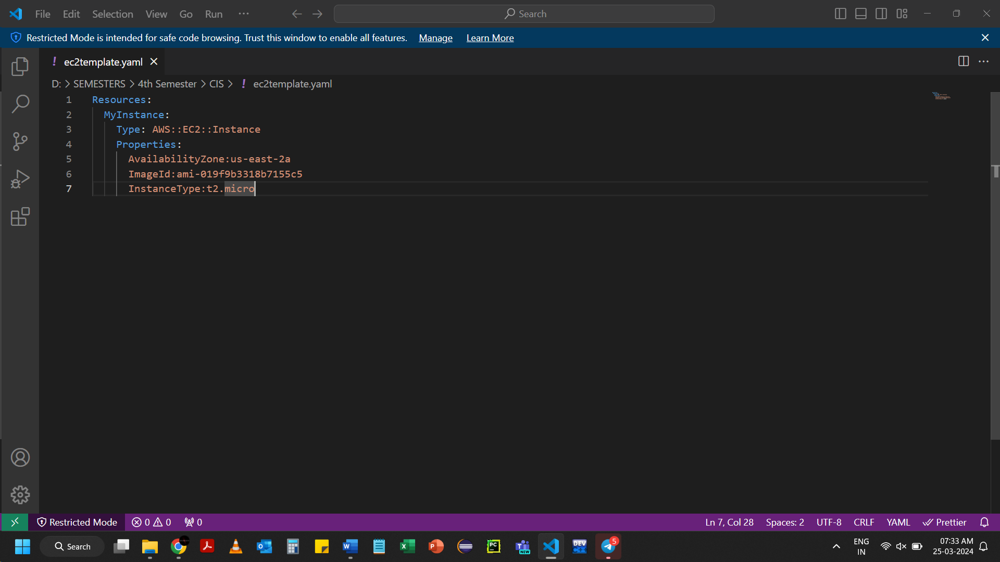 File Edit Selection View Go Run ··· Search
Restricted Mode is intended for safe code browsing. Trust this window to enable all features. Manage Learn More
! ec2template.yaml
D: > SEMESTERS > 4th Semester > CIS > ! ec2template.yaml
1 Resources:
2 MyInstance:
3 Type: AWS::EC2::Instance
4 Properties:
5 AvailabilityZone:us-east-2a
6 ImageId:ami-019f9b3318b7155c5
7 InstanceType:t2.micro
Restricted Mode 0 0 0 Ln 7, Col 28 Spaces: 2 UTF-8 CRLF YAML Prettier
Search PC NEW DEV 5 ENG 07:33 AM
IN 25-03-2024